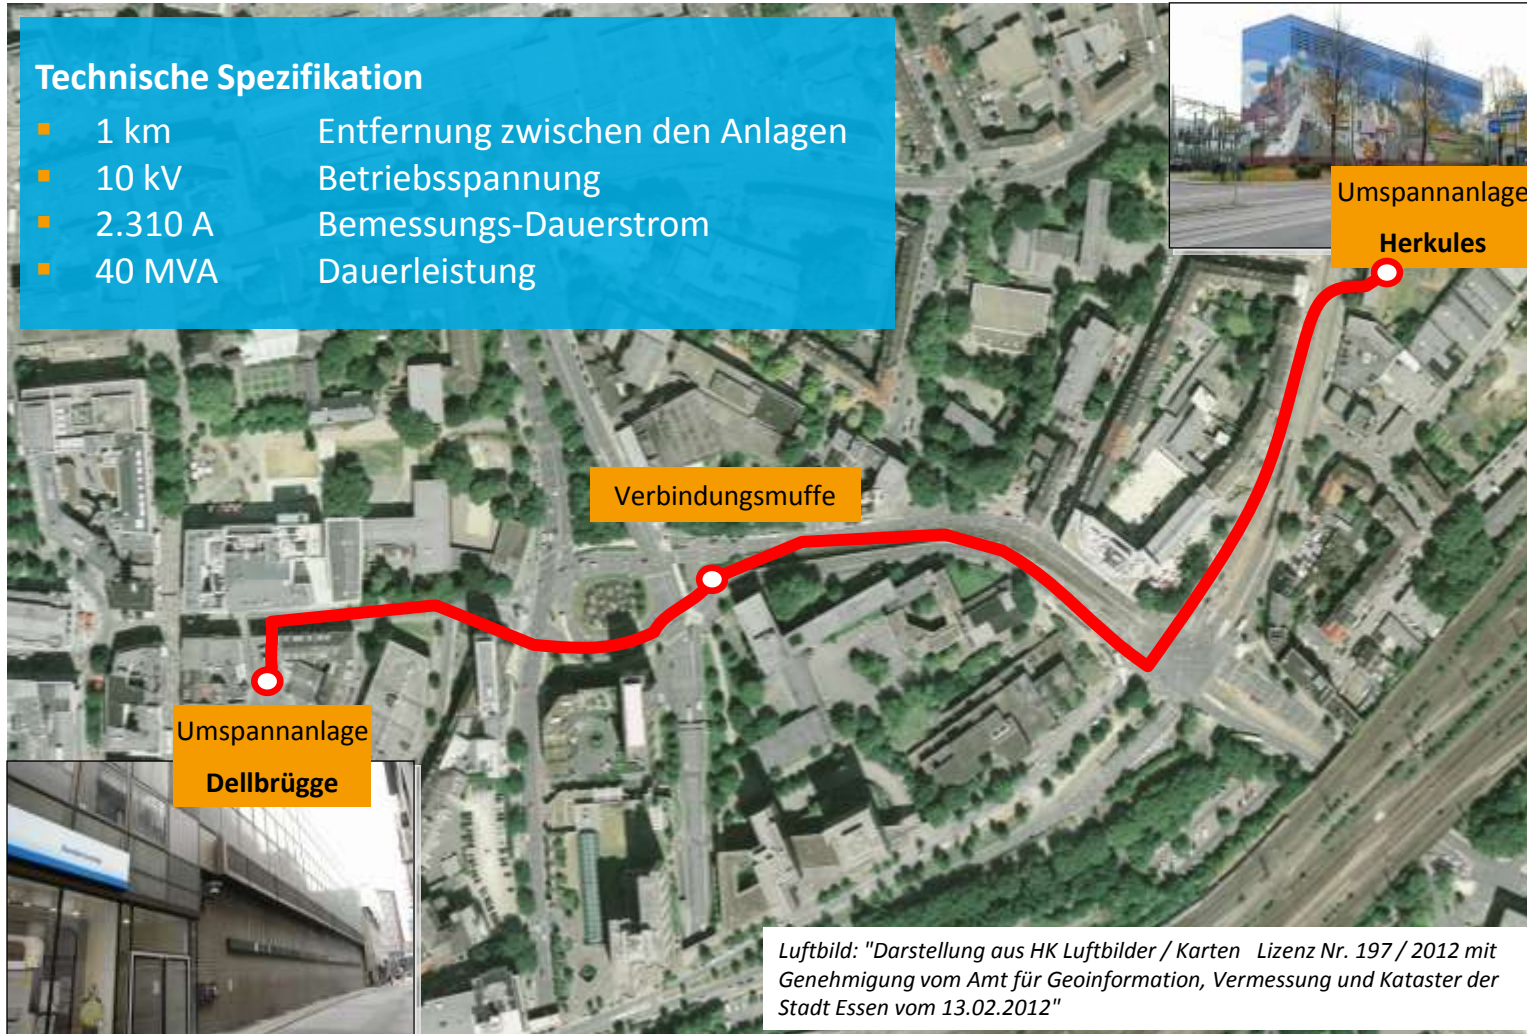 Technische Spezifikation
1 km Entfernung zwischen den Anlagen
10 kV Betriebsspannung
2.310 A Bemessungs-Dauerstrom
40 MVA Dauerleistung
Umspannanlage
Herkules
Verbindungsmuffe
Umspannanlage
Dellbrügge
Luftbild: "Darstellung aus HK Luftbilder / Karten Lizenz Nr. 197 / 2012 mit
Genehmigung vom Amt für Geoinformation, Vermessung und Kataster der
Stadt Essen vom 13.02.2012"